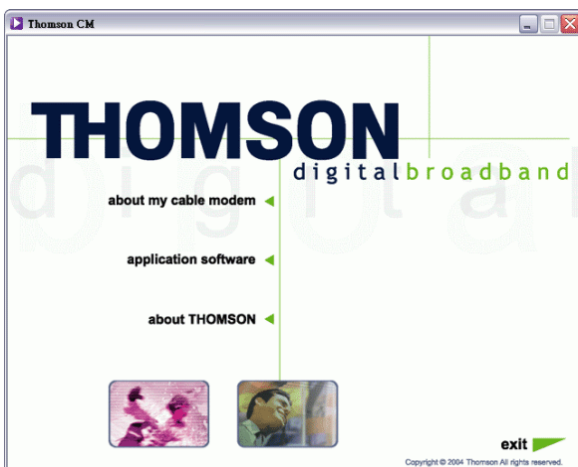 Thomson CM
THOMSON
digitalbroadband
digital
about my cable modem
application software
about THOMSON
exit
Copyright © 2004 Thomson All rights reserved.